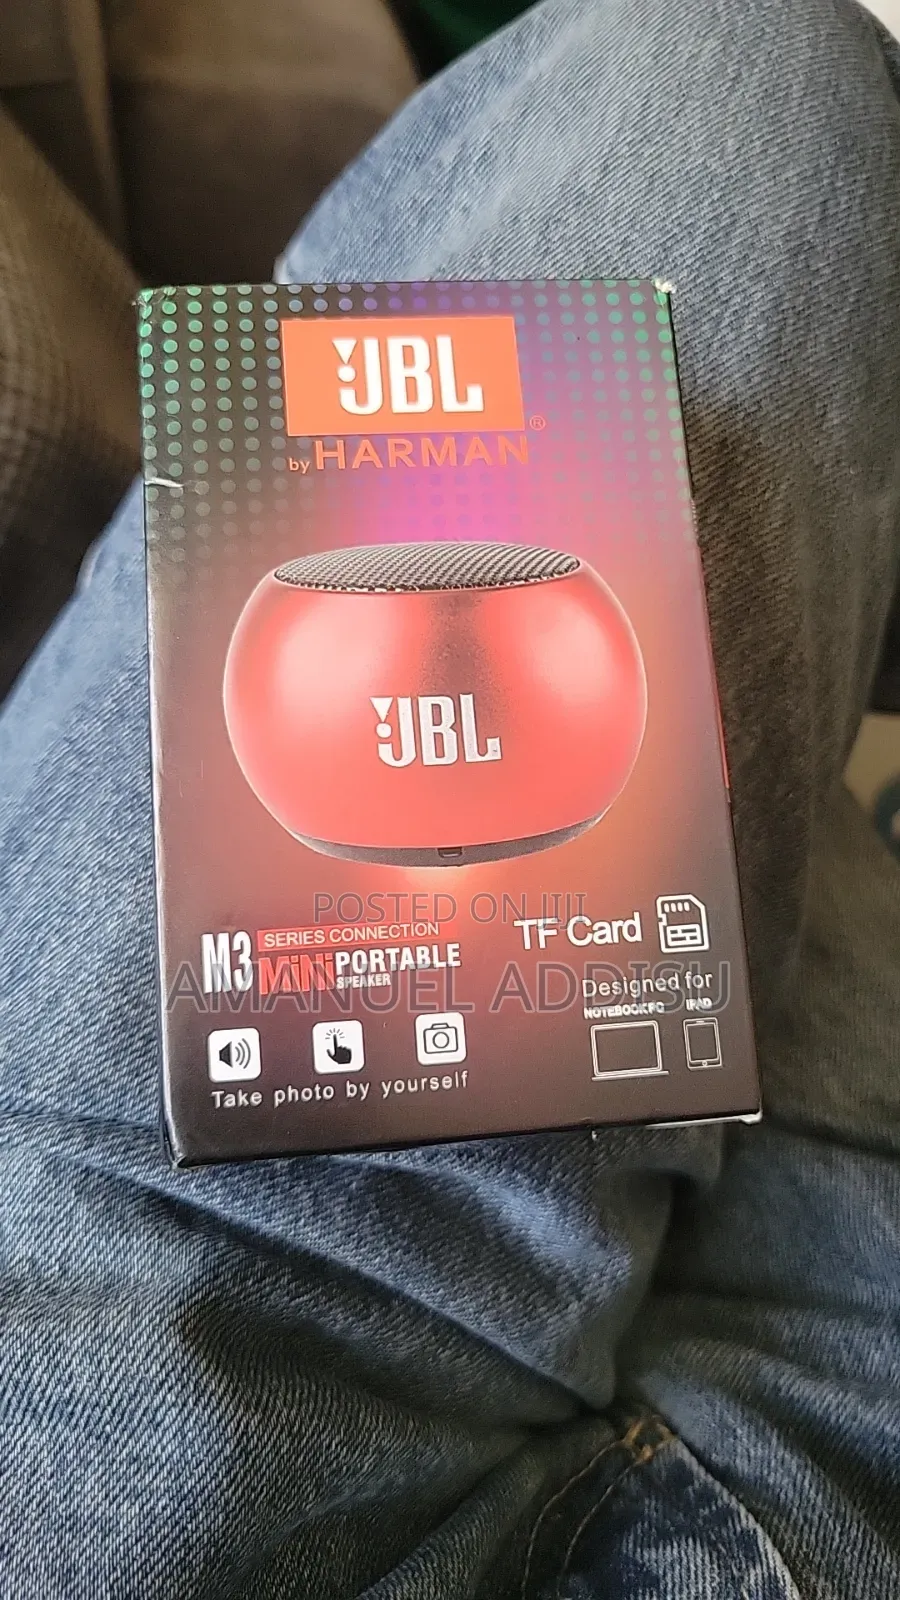 JBL
®
by HARMAN
JBL
POSTED ON JIJI
TF Card
M3 SERIES CONNECTION
MiNi PORTABLE
SPEAKER
AMANUEL ADDISU
Designed for
NOTEBOOK PC IPAD
Take photo by yourself